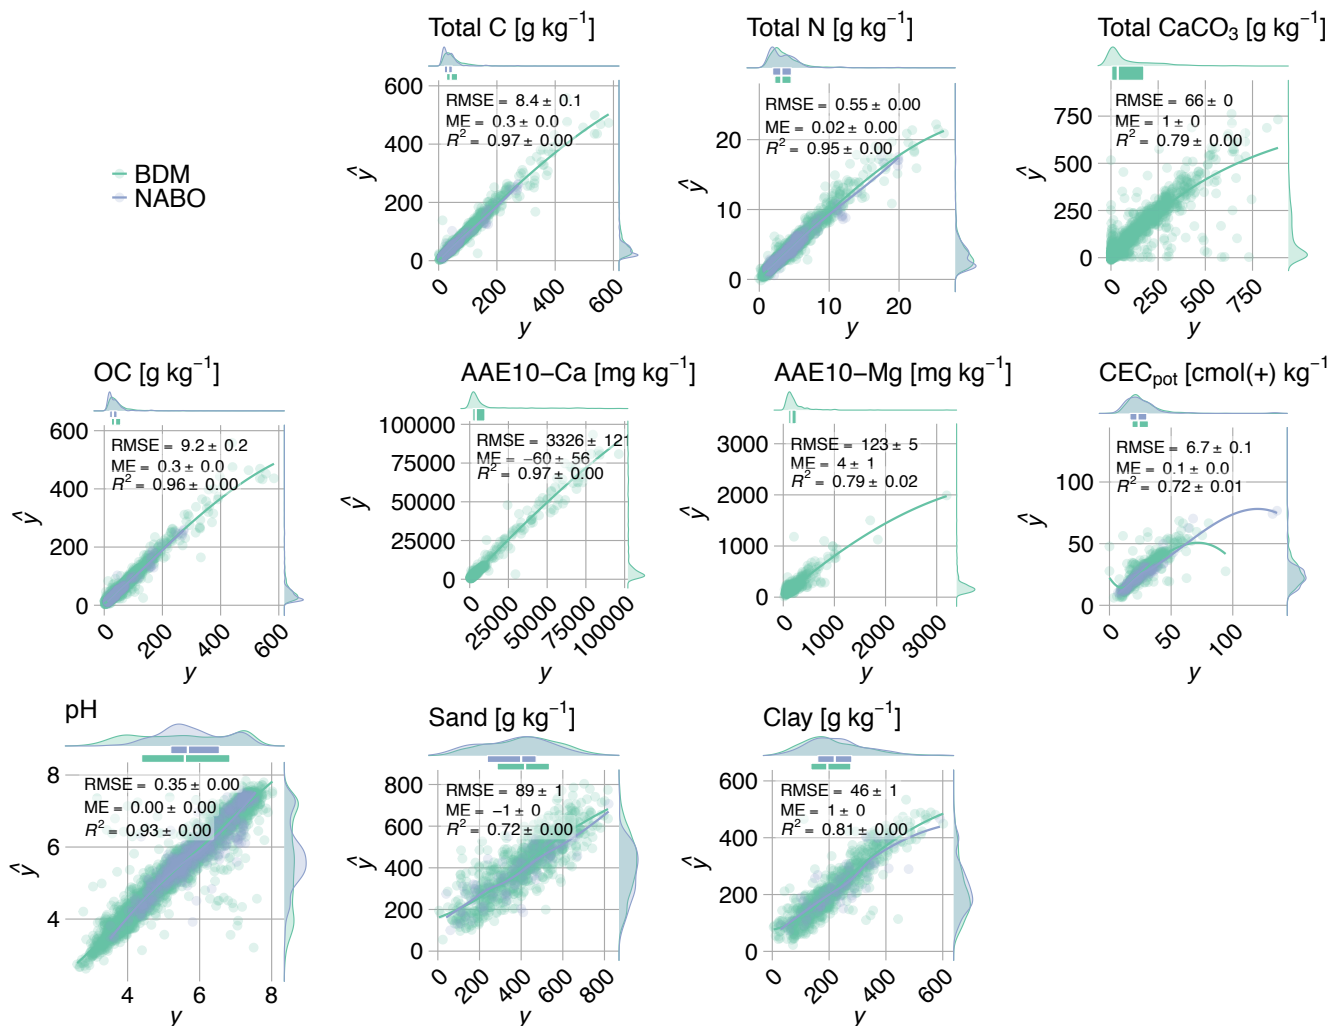 Total C [g kg⁻¹]
600
400
200
0
0
200
400
600
RMSE = 8.4 ± 0.1
ME = 0.3 ± 0.0
R² = 0.97 ± 0.00
ŷ
y
Total N [g kg⁻¹]
20
10
0
0
10
20
RMSE = 0.55 ± 0.00
ME = 0.02 ± 0.00
R² = 0.95 ± 0.00
ŷ
y
Total CaCO₃ [g kg⁻¹]
750
500
250
0
0
250
500
750
RMSE = 66 ± 0
ME = 1 ± 0
R² = 0.79 ± 0.00
ŷ
y
BDM
NABO
OC [g kg⁻¹]
600
400
200
0
0
200
400
600
RMSE = 9.2 ± 0.2
ME = 0.3 ± 0.0
R² = 0.96 ± 0.00
ŷ
y
AAE10−Ca [mg kg⁻¹]
100000
75000
50000
25000
0
0
25000
50000
75000
100000
RMSE = 3326 ± 121
ME = −60 ± 56
R² = 0.97 ± 0.00
ŷ
y
AAE10−Mg [mg kg⁻¹]
3000
2000
1000
0
0
1000
2000
3000
RMSE = 123 ± 5
ME = 4 ± 1
R² = 0.79 ± 0.02
ŷ
y
CECpot [cmol(+) kg⁻¹
100
50
0
0
50
100
RMSE = 6.7 ± 0.1
ME = 0.1 ± 0.0
R² = 0.72 ± 0.01
ŷ
y
pH
8
6
4
4
6
8
RMSE = 0.35 ± 0.00
ME = 0.00 ± 0.00
R² = 0.93 ± 0.00
ŷ
y
Sand [g kg⁻¹]
800
600
400
200
0
0
200
400
600
800
RMSE = 89 ± 1
ME = −1 ± 0
R² = 0.72 ± 0.00
ŷ
y
Clay [g kg⁻¹]
600
400
200
0
0
200
400
600
RMSE = 46 ± 1
ME = 1 ± 0
R² = 0.81 ± 0.00
ŷ
y